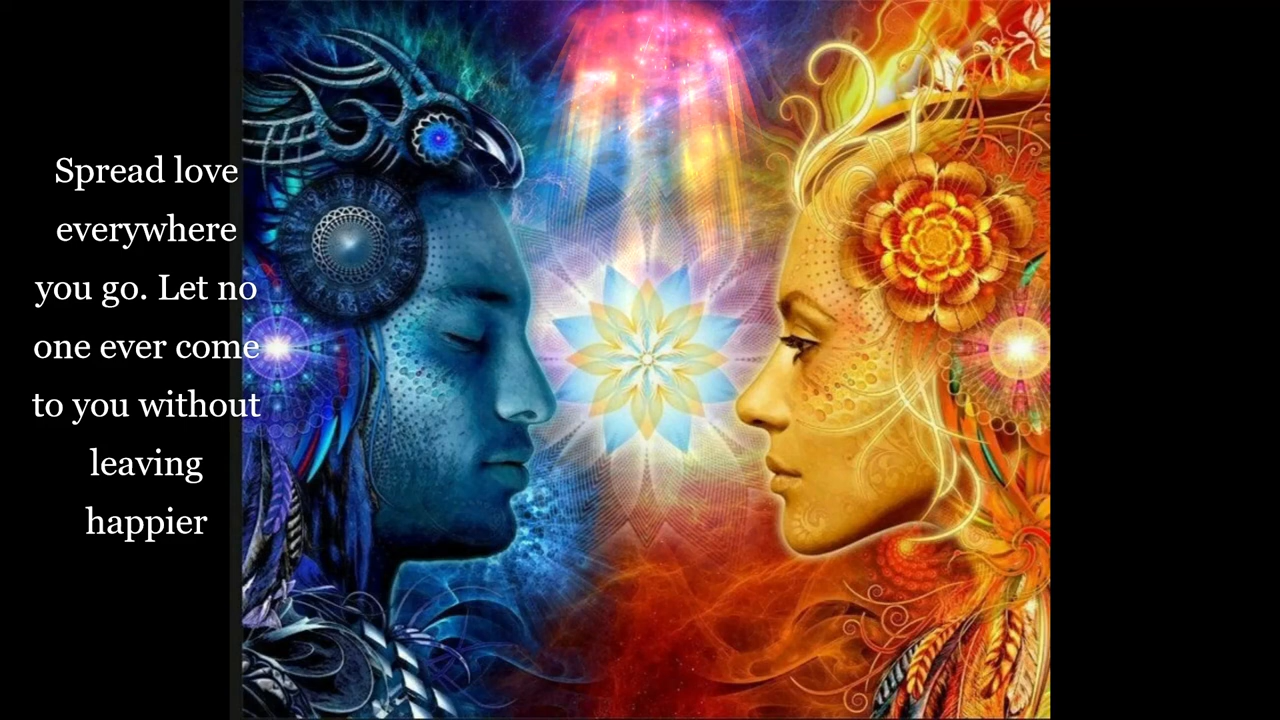 Spread love
everywhere
you go. Let no
one ever come
to you without
leaving
happier